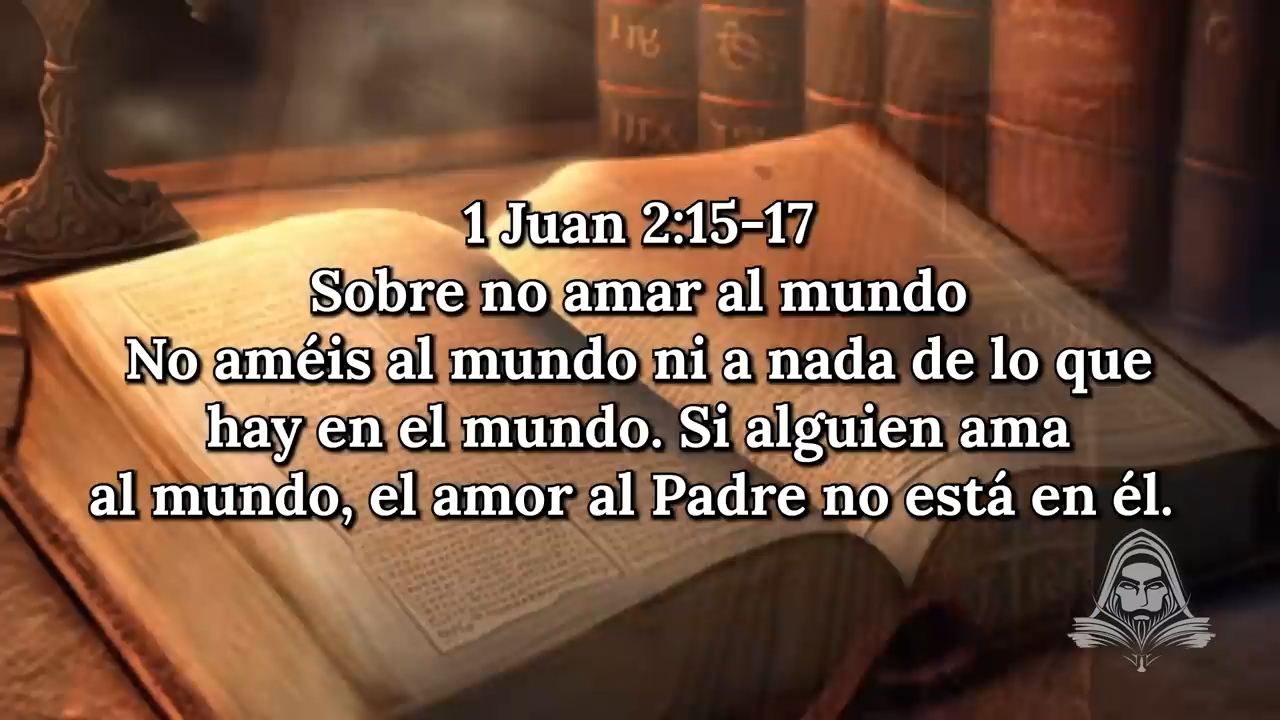 1 Juan 2:15-17
Sobre no amar al mundo
No améis al mundo ni a nada de lo que
hay en el mundo. Si alguien ama
al mundo, el amor al Padre no está en él.